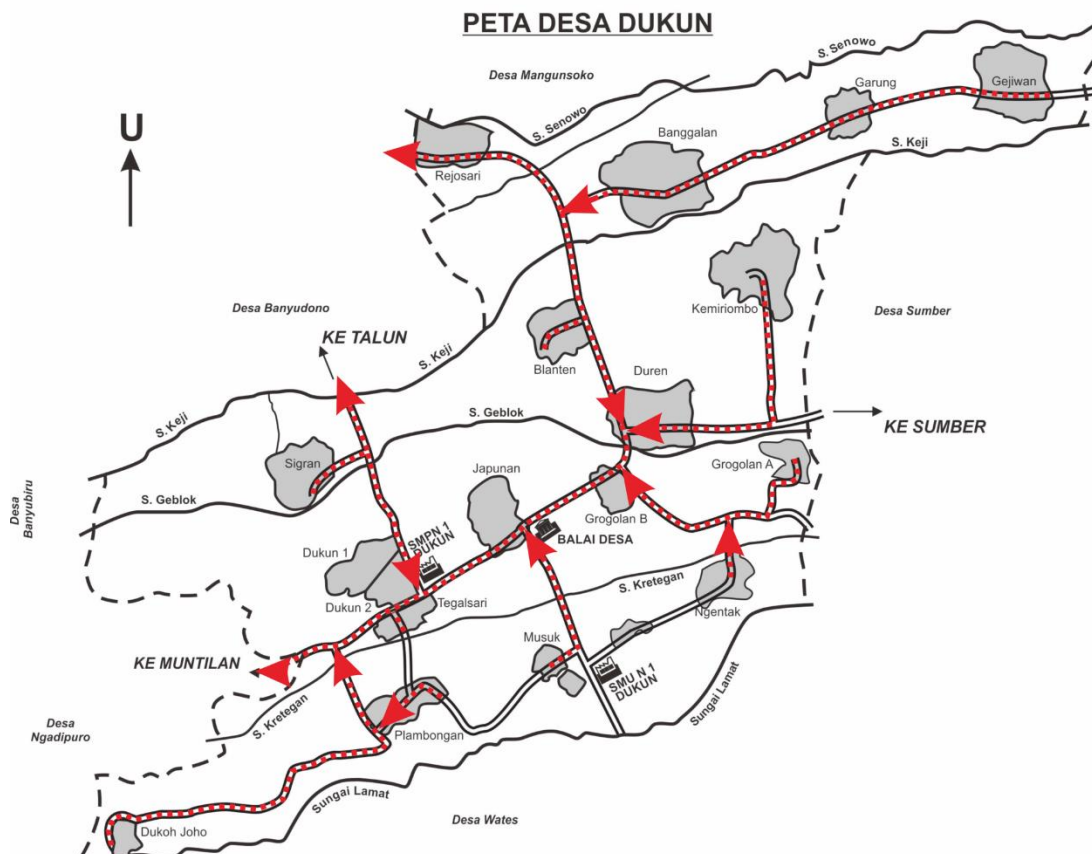 PETA DESA DUKUN
S. Senowo
Desa Mangunsoko
Garung
Gejiwan
U
S. Senowo
Banggalan
S. Keji
Rejosari
Kemiriombo
Desa Sumber
Desa Banyudono
KE TALUN
S. Keji
Blanten
Duren
S. Geblok
KE SUMBER
S. Keji
Sigran
Japunan
Grogolan A
S. Geblok
Desa
Banyubiru
Grogolan B
BALAI DESA
SMPN 1
DUKUN
Dukun 1
S. Kretegan
Dukun 2
Tegalsari
Ngentak
Musuk
KE MUNTILAN
SMU N 1
DUKUN
Sungai Lamat
S. Kretegan
Desa
Ngadipuro
Plambongan
Sungai Lamat
Desa Wates
Dukoh Joho